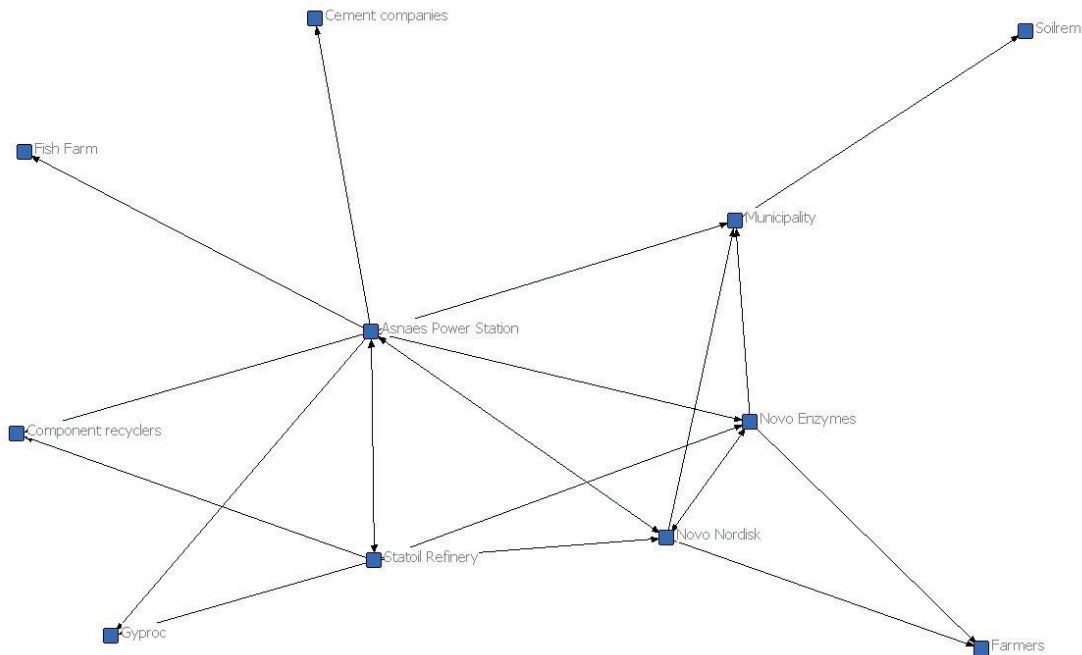 Cement companies
Soilrem
Fish Farm
Municipality
Asnaes Power Station
Novo Enzymes
Component recyclers
Novo Nordisk
Statoil Refinery
Gyproc
Farmers